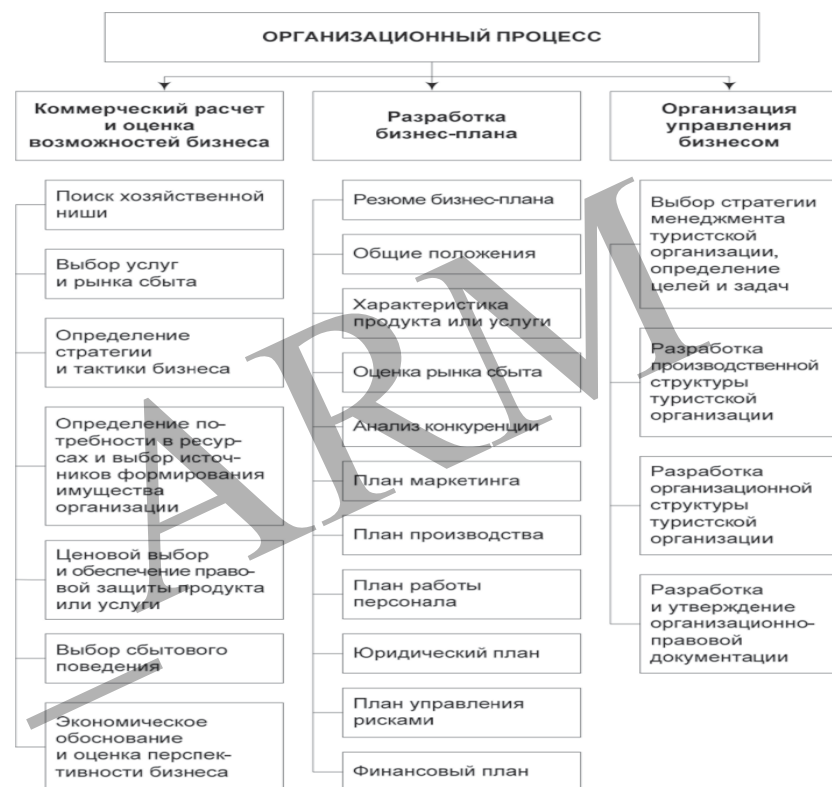 ОРГАНИЗАЦИОННЫЙ ПРОЦЕСС
Коммерческий расчет
и оценка
возможностей бизнеса
Поиск хозяйственной
ниши
Выбор услуг
и рынка сбыта
Определение
стратегии
и тактики бизнеса
Определение по-
требности в ресур-
сах и выбор источ-
ников формирования
имущества
организации
Ценовой выбор
и обеспечение право-
вой защиты продукта
или услуги
Выбор сбытового
поведения
Экономическое
обоснование
и оценка перспек-
тивности бизнеса
Разработка
бизнес-плана
Резюме бизнес-плана
Общие положения
Характеристика
продукта или услуги
Оценка рынка сбыта
Анализ конкуренции
План маркетинга
План производства
План работы
персонала
Юридический план
План управления
рисками
Финансовый план
Организация
управления
бизнесом
Выбор стратегии
менеджмента
туристской
организации,
определение
целей и задач
Разработка
производственной
структуры
туристской
организации
Разработка
организационной
структуры
туристской
организации
Разработка
и утверждение
организационно-
правовой
документации
_ARM